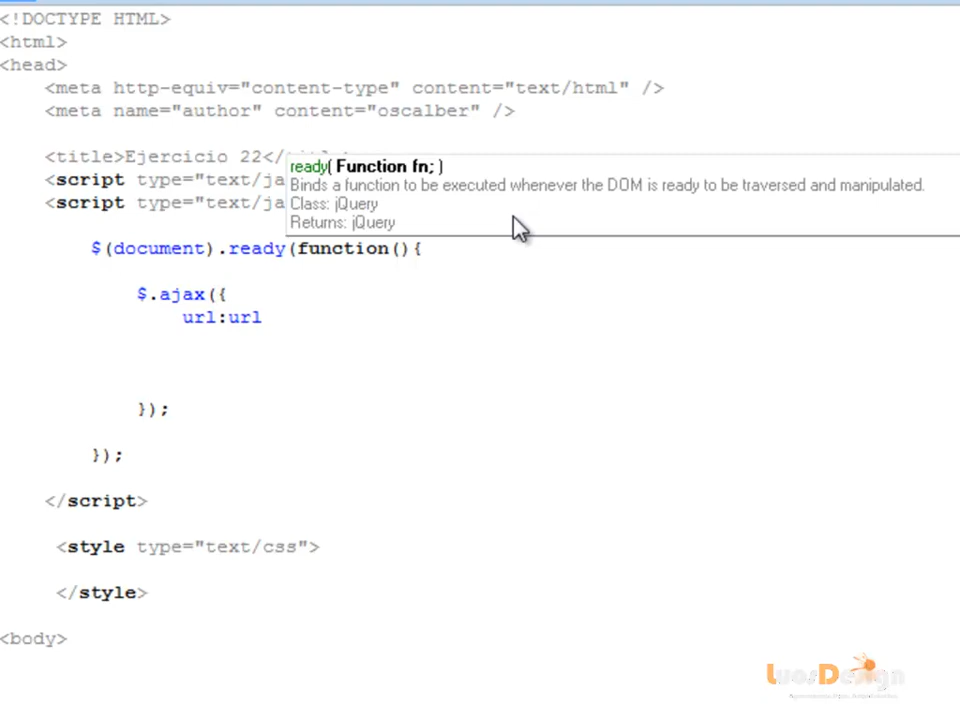 <!DOCTYPE HTML>
<html>
<head>
<meta http-equiv="content-type" content="text/html" />
<meta name="author" content="oscalber" />
<title>Ejercicio 22</
ready( Function fn; )
<script type="text/ja
Binds a function to be executed whenever the DOM is ready to be traversed and manipulated.
<script type="text/ja
Class: jQuery
Returns: jQuery
$(document).ready(function(){
$.ajax({
url:url
});
});
</script>
<style type="text/css">
</style>
<body>
LuosDesign